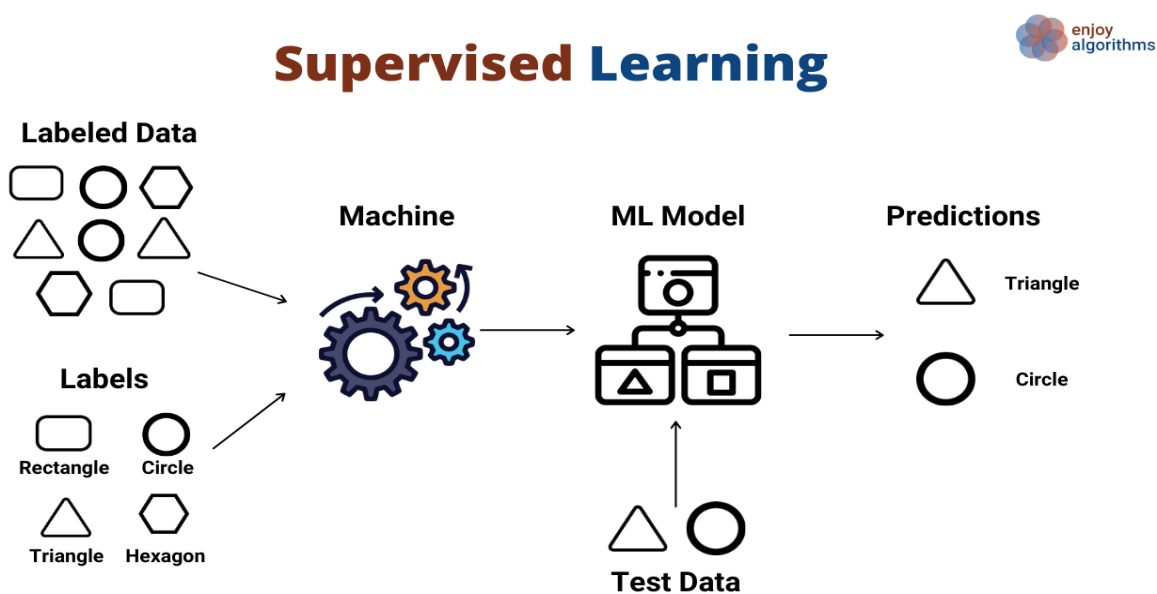 enjoy
algorithms
Supervised Learning
Labeled Data
Machine
ML Model
Predictions
Triangle
Circle
Labels
Rectangle
Circle
Triangle
Hexagon
Test Data